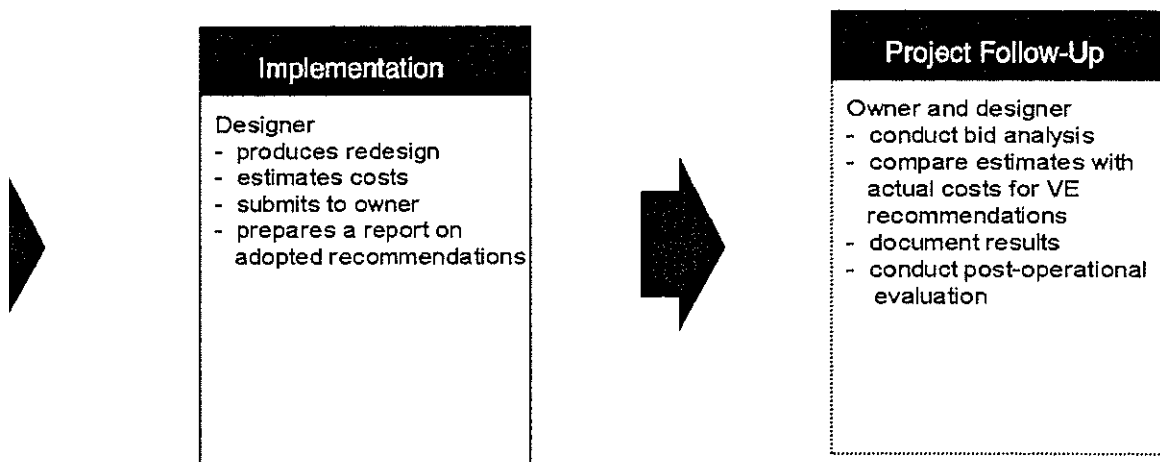 Implementation
Designer
- produces redesign
- estimates costs
- submits to owner
- prepares a report on
adopted recommendations
Project Follow-Up
Owner and designer
- conduct bid analysis
- compare estimates with
actual costs for VE
recommendations
- document results
- conduct post-operational
evaluation